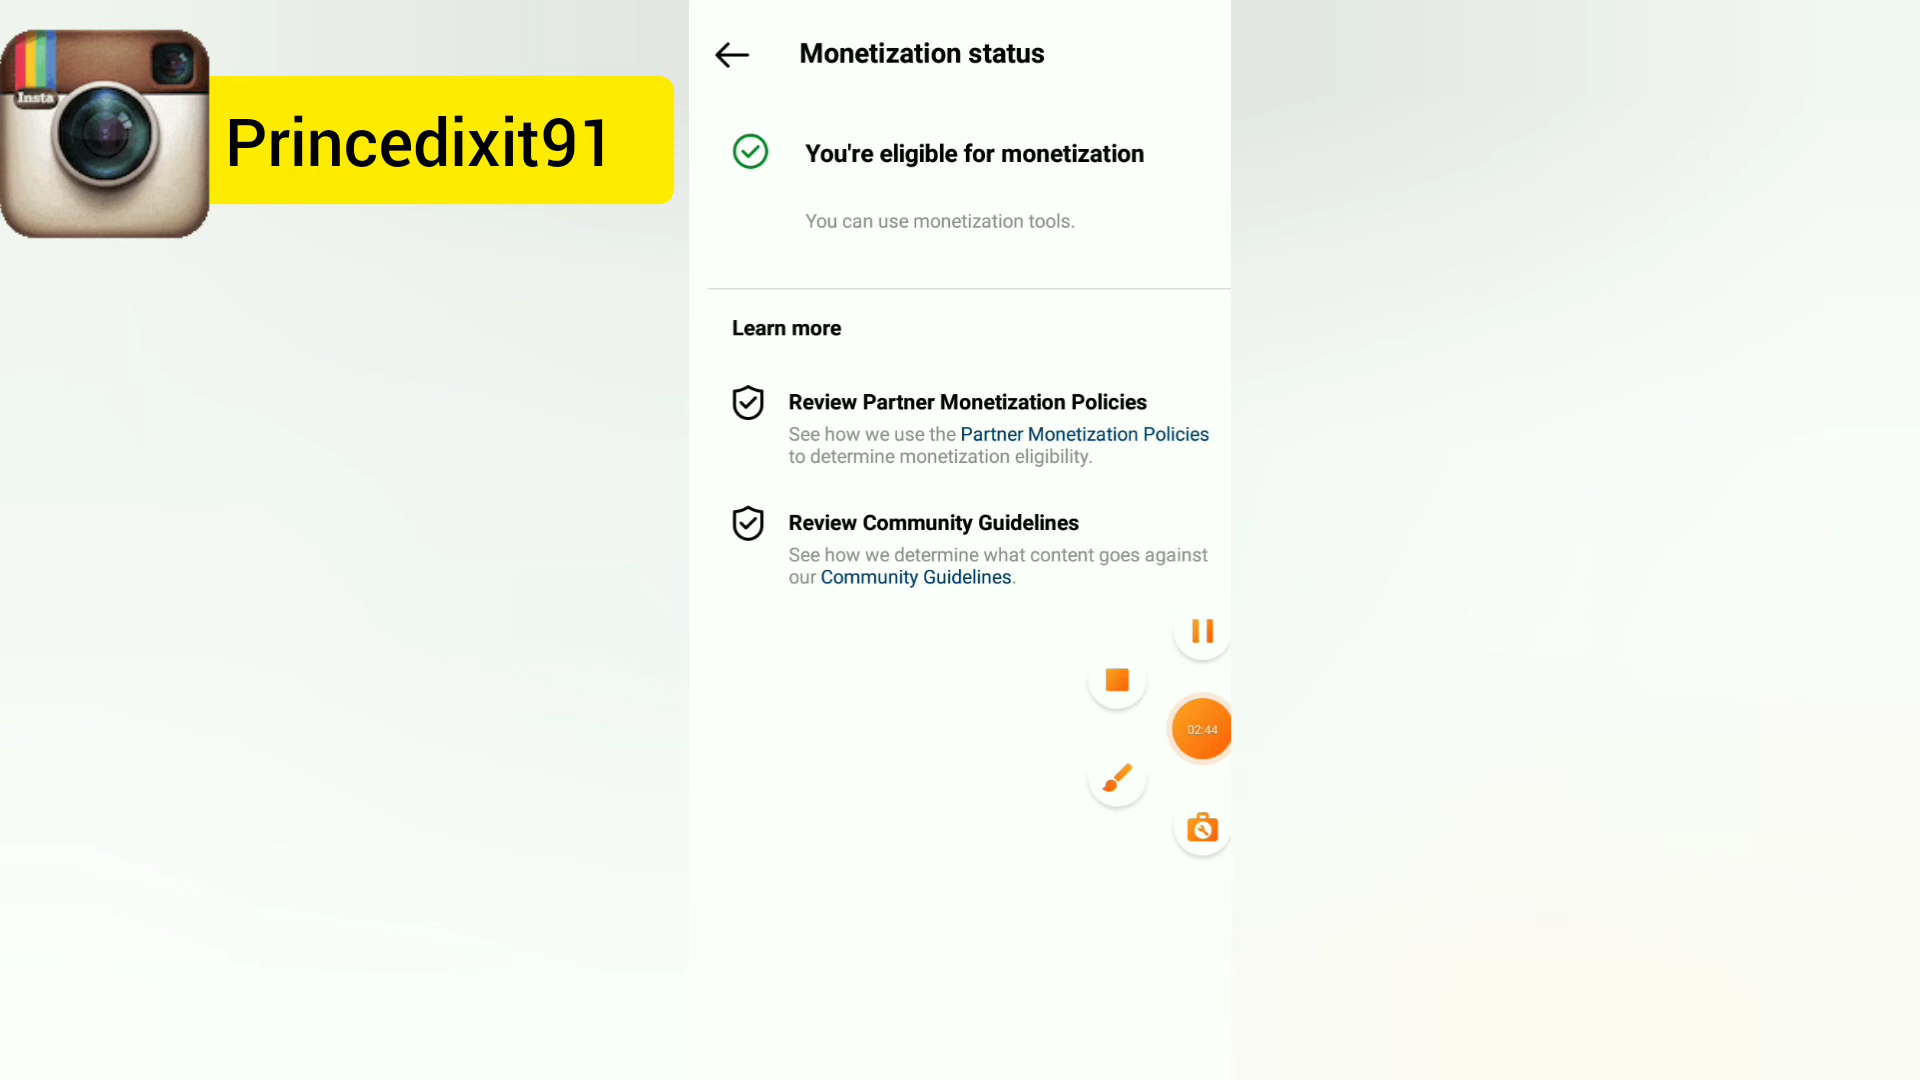 Insta
Princedixit91
Monetization status
You're eligible for monetization
You can use monetization tools.
Learn more
Review Partner Monetization Policies
See how we use the Partner Monetization Policies
to determine monetization eligibility.
Review Community Guidelines
See how we determine what content goes against
our Community Guidelines.
02:44